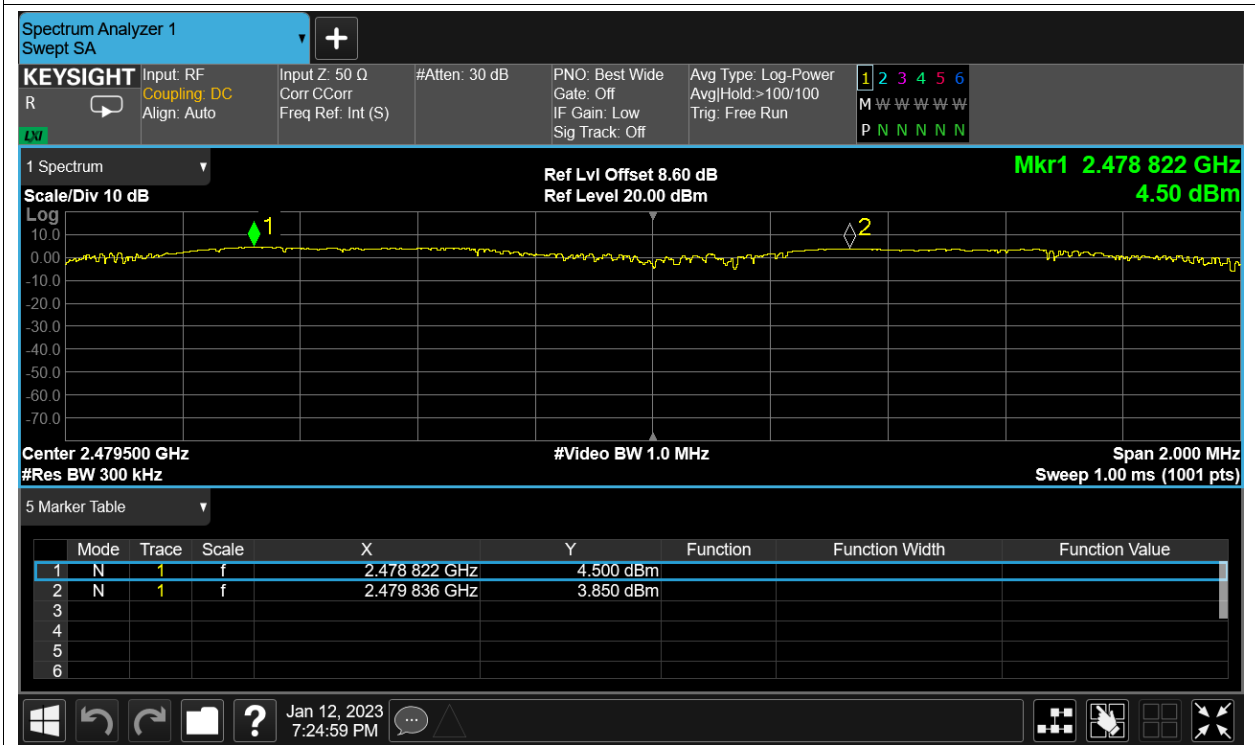 Spectrum Analyzer 1
Swept SA
KEYSIGHT
R
LXI
Input: RF
Coupling: DC
Align: Auto
Input Z: 50 Ω
Corr CCorr
Freq Ref: Int (S)
#Atten: 30 dB
PNO: Best Wide
Gate: Off
IF Gain: Low
Sig Track: Off
Avg Type: Log-Power
Avg|Hold:>100/100
Trig: Free Run
1 2 3 4 5 6
M W W W W W
P N N N N N
1 Spectrum
Scale/Div 10 dB
Ref Lvl Offset 8.60 dB
Ref Level 20.00 dBm
Mkr1 2.478 822 GHz
4.50 dBm
Log
1
2
10.0
0.00
-10.0
-20.0
-30.0
-40.0
-50.0
-60.0
-70.0
Center 2.479500 GHz #Video BW 1.0 MHz Span 2.000 MHz
#Res BW 300 kHz Sweep 1.00 ms (1001 pts)
5 Marker Table
Mode Trace Scale X Y Function Function Width Function Value
1 N 1 f 2.478 822 GHz 4.500 dBm
2 N 1 f 2.479 836 GHz 3.850 dBm
3
4
5
6
? Jan 12, 2023
7:24:59 PM